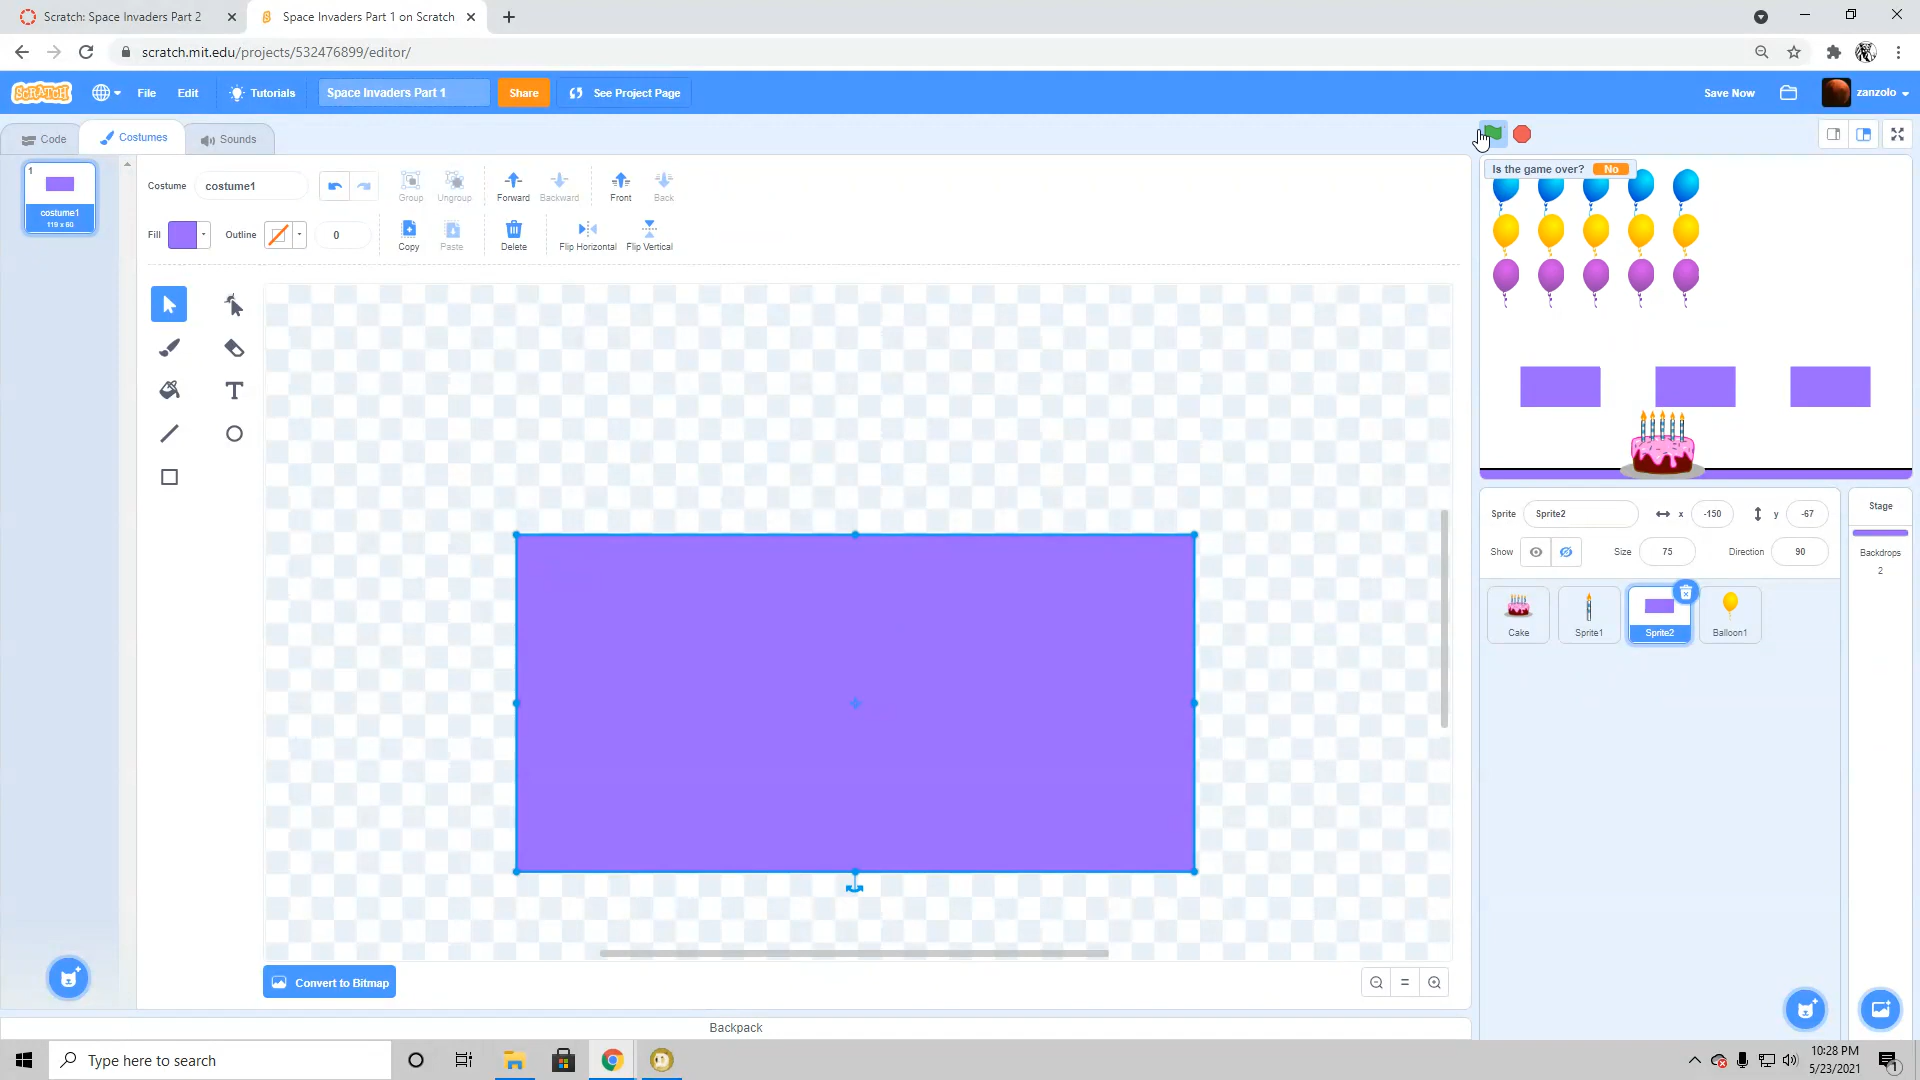 Scratch: Space Invaders Part 2
Space Invaders Part 1 on Scratch
scratch.mit.edu/projects/532476899/editor/
SCRATCH
File
Edit
Tutorials
Space Invaders Part 1
Share
See Project Page
Save Now
zanzolo
Code
Costumes
Sounds
1
costume1
119 x 60
Costume
costume1
Group
Ungroup
Forward
Backward
Front
Back
Fill
Outline
0
Copy
Paste
Delete
Flip Horizontal
Flip Vertical
Convert to Bitmap
Backpack
Is the game over? No
Sprite
Sprite2
x
-150
y
-67
Show
Size
75
Direction
90
Cake
Sprite1
Sprite2
Balloon1
Stage
Backdrops
2
Type here to search
10:28 PM
5/23/2021
1